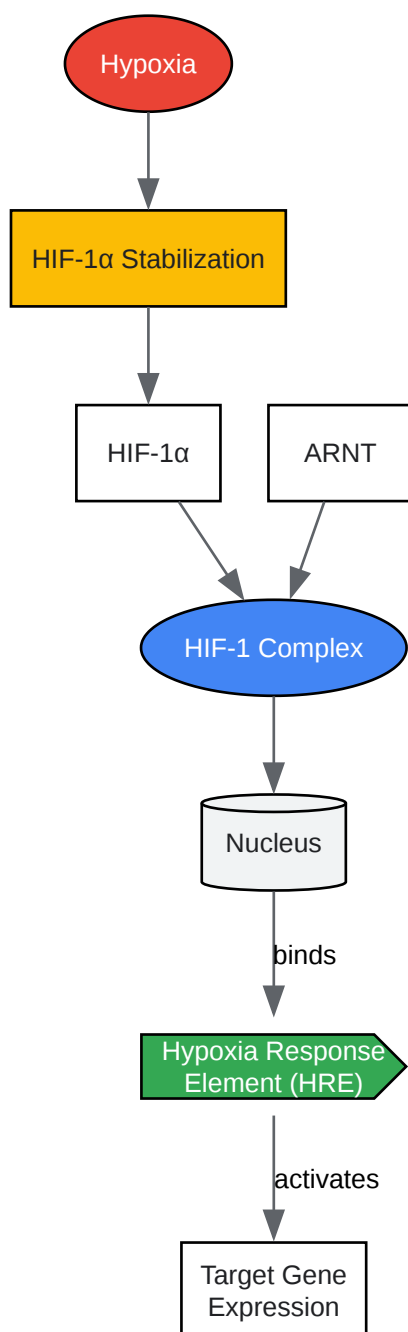 Hypoxia
HIF-1α Stabilization
HIF-1α
ARNT
HIF-1 Complex
Nucleus
binds
Hypoxia Response
Element (HRE)
activates
Target Gene
Expression